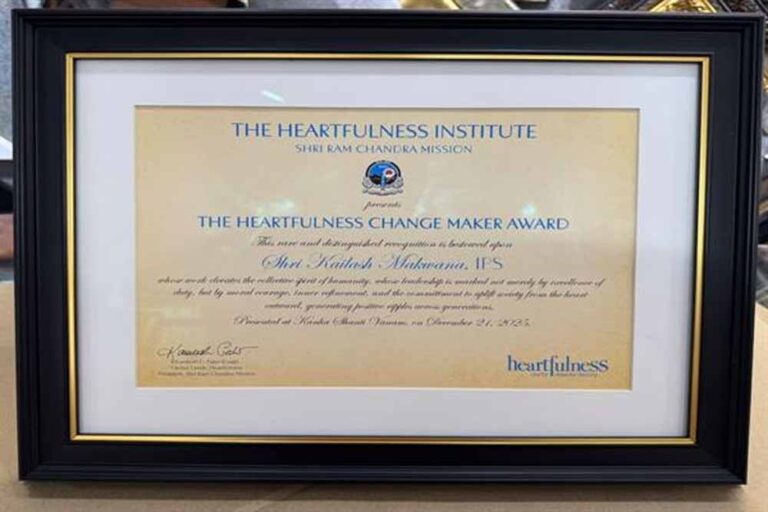 THE HEARTFULNESS INSTITUTE
SHRI RAM CHANDRA MISSION
presents
THE HEARTFULNESS CHANGE MAKER AWARD
This rare and distinguished recognition is bestowed upon
Shri Kailash Makwana, IPS
whose work elevates the collective spirit of humanity, whose leadership is marked not merely by excellence of
duty, but by moral courage, inner refinement, and the commitment to uplift society from the heart
outward, generating positive ripples across generations.
Presented at Kanha Shanti Vanam, on December 21, 2025.
heartfulness